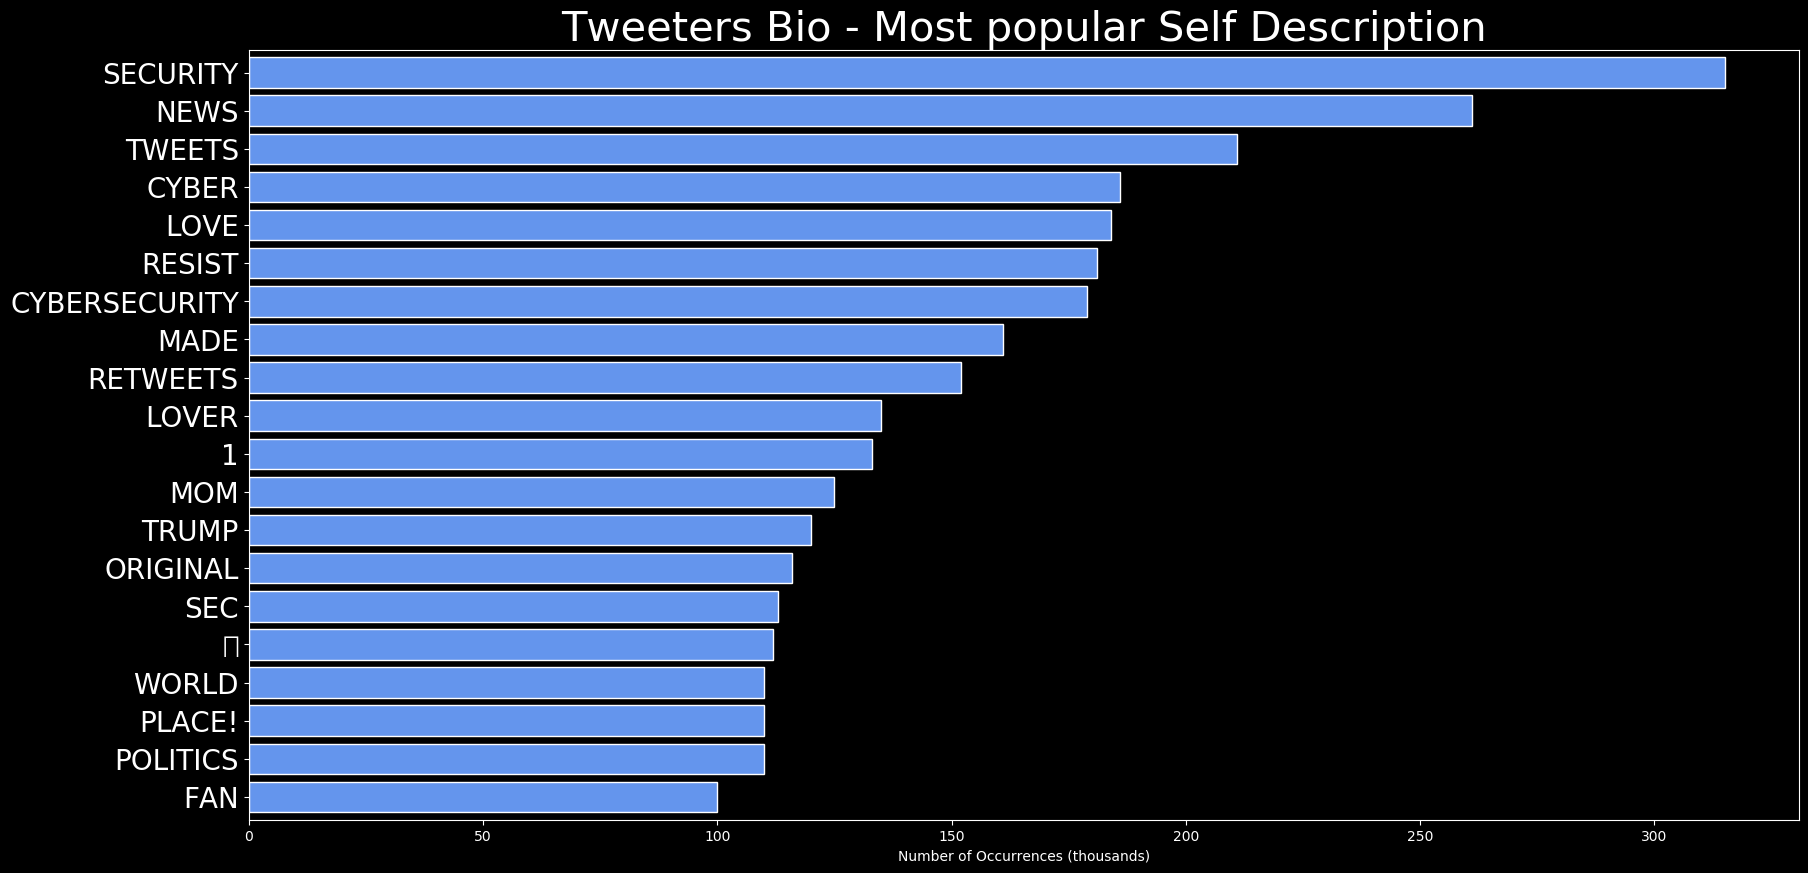 Tweeters Bio - Most popular Self Description
SECURITY
NEWS
TWEETS
CYBER
LOVE
RESIST
CYBERSECURITY
MADE
RETWEETS
LOVER
1
MOM
TRUMP
ORIGINAL
SEC
WORLD
PLACE!
POLITICS
FAN
0 50 100 150 200 250 300
Number of Occurrences (thousands)